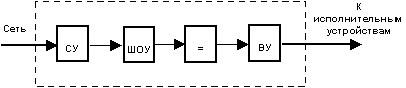 К
исполнительным
устройствам
Сеть
СУ
ШОУ
=
ВУ